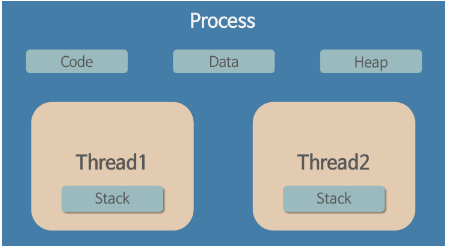 Process
Code Data Heap
Thread1 Thread2
Stack Stack